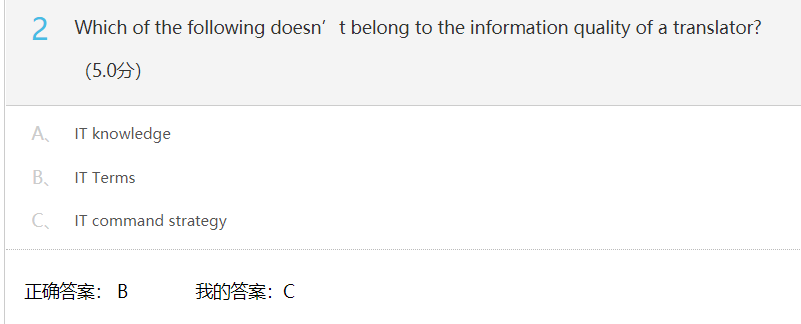 2 Which of the following doesn’t belong to the information quality of a translator?
(5.0分)
A、 IT knowledge
B、 IT Terms
C、 IT command strategy
正确答案： B 我的答案：C